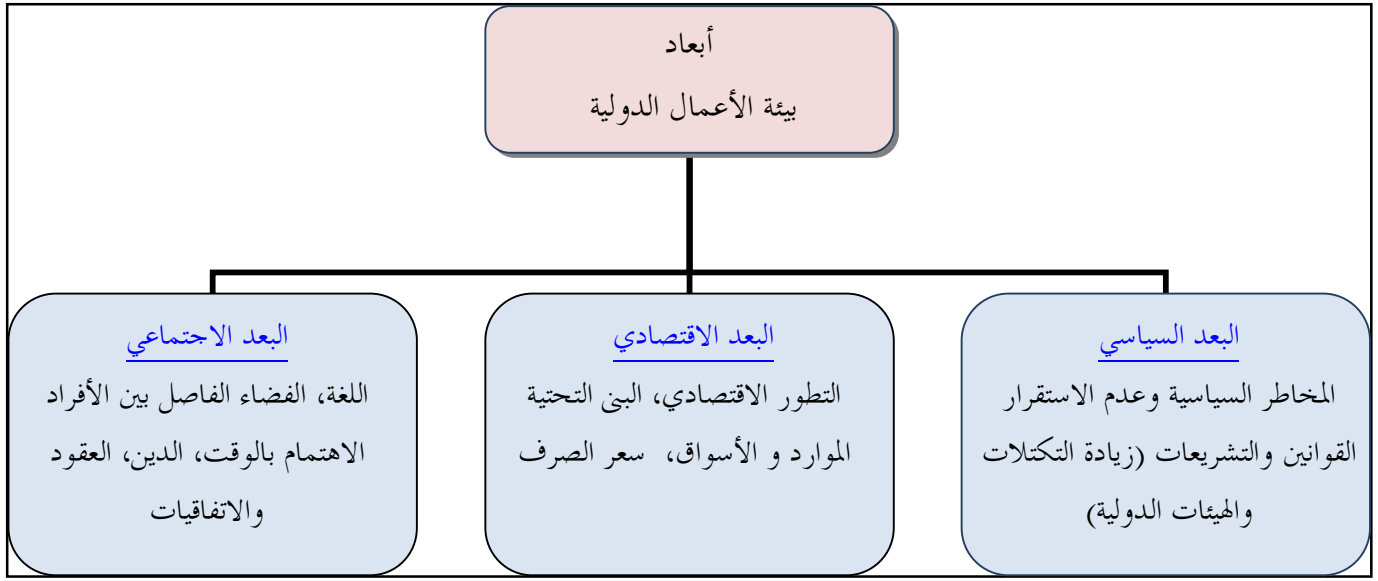 أبعاد
بيئة الأعمال الدولية
البعد السياسي
المخاطر السياسية وعدم الاستقرار
القوانين والتشريعات (زيادة التكتلات
والهيئات الدولية)
البعد الاقتصادي
التطور الاقتصادي، البنى التحتية
الموارد و الأسواق، سعر الصرف
البعد الاجتماعي
اللغة، الفضاء الفاصل بين الأفراد
الاهتمام بالوقت، الدين، العقود
والاتفاقيات